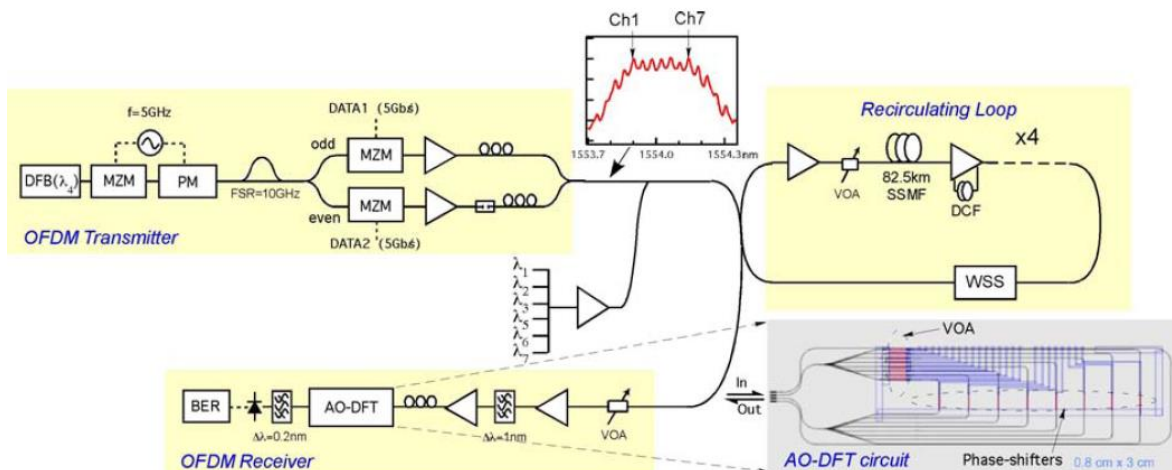 Ch1
Ch7
1553.7
1554.0
1554.3nm
f=5GHz
DFB(λ4)
MZM
PM
FSR=10GHz
odd
even
DATA1 (5Gb/s)
MZM
MZM
DATA2 (5Gb/s)
OFDM Transmitter
Recirculating Loop
x4
VOA
82.5km
SSMF
DCF
WSS
λ1
λ2
λ3
λ5
λ6
λ7
BER
Δλ=0.2nm
AO-DFT
Δλ=1nm
VOA
OFDM Receiver
In
Out
VOA
Phase-shifters
AO-DFT circuit
0.8 cm x 3 cm